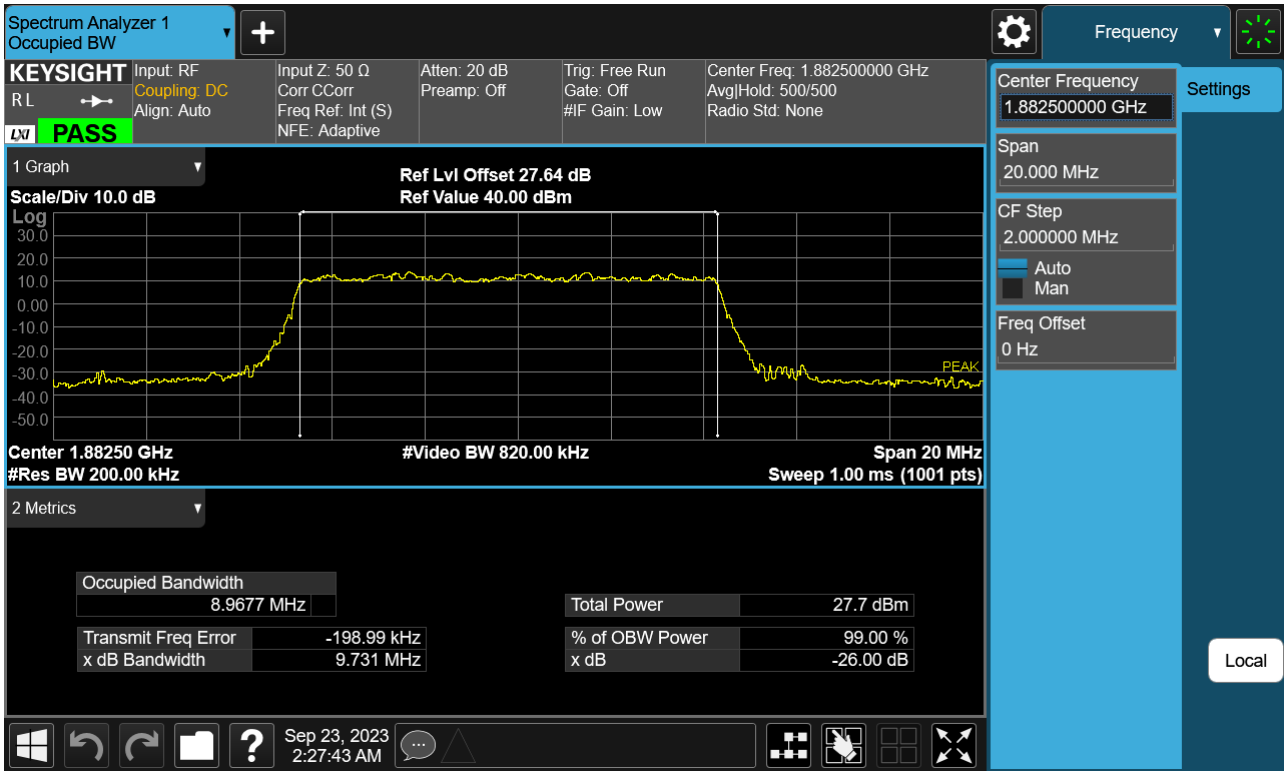 Spectrum Analyzer 1
Occupied BW
Frequency
KEYSIGHT
R L
LXI
PASS
Input: RF
Coupling: DC
Align: Auto
Input Z: 50 Ω
Corr CCorr
Freq Ref: Int (S)
NFE: Adaptive
Atten: 20 dB
Preamp: Off
Trig: Free Run
Gate: Off
#IF Gain: Low
Center Freq: 1.882500000 GHz
Avg|Hold: 500/500
Radio Std: None
Center Frequency
1.882500000 GHz
Settings
Span
20.000 MHz
CF Step
2.000000 MHz
Auto
Man
Freq Offset
0 Hz
Local
1 Graph
Scale/Div 10.0 dB
Ref Lvl Offset 27.64 dB
Ref Value 40.00 dBm
Log
30.0
20.0
10.0
0.00
-10.0
-20.0
-30.0
-40.0
-50.0
PEAK
Center 1.88250 GHz
#Video BW 820.00 kHz
Span 20 MHz
#Res BW 200.00 kHz
Sweep 1.00 ms (1001 pts)
2 Metrics
Occupied Bandwidth
8.9677 MHz
Total Power 27.7 dBm
Transmit Freq Error -198.99 kHz
% of OBW Power 99.00 %
x dB Bandwidth 9.731 MHz
x dB -26.00 dB
?
Sep 23, 2023
2:27:43 AM